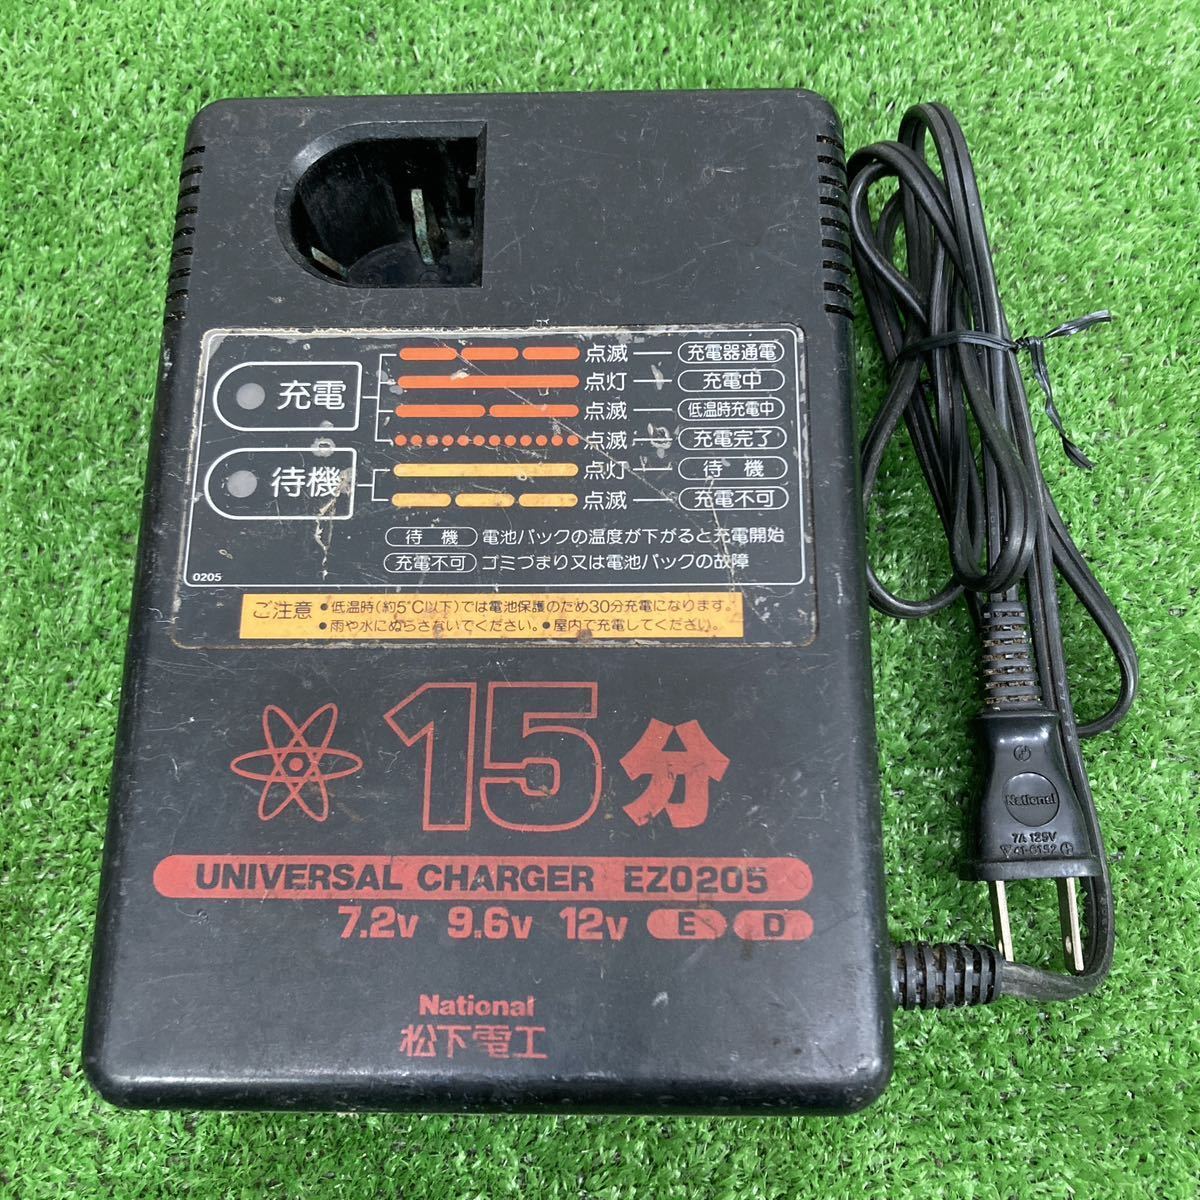 充電
点滅 充電器通電
点灯 充電中
点滅 低温時充電中
点滅 充電完了
待機
点灯 待機
点滅 充電不可
待機 電池パックの温度が下がると充電開始
充電不可 ゴミづまり又は電池パックの故障
0205
ご注意 •低温時(約5℃以下)では電池保護のため30分充電になります。
•雨や水にぬらさないでください。•屋内で充電してください。
15分
UNIVERSAL CHARGER EZ0205
7.2v 9.6v 12v E D
National
松下電工
National
7A 125V
41-6152